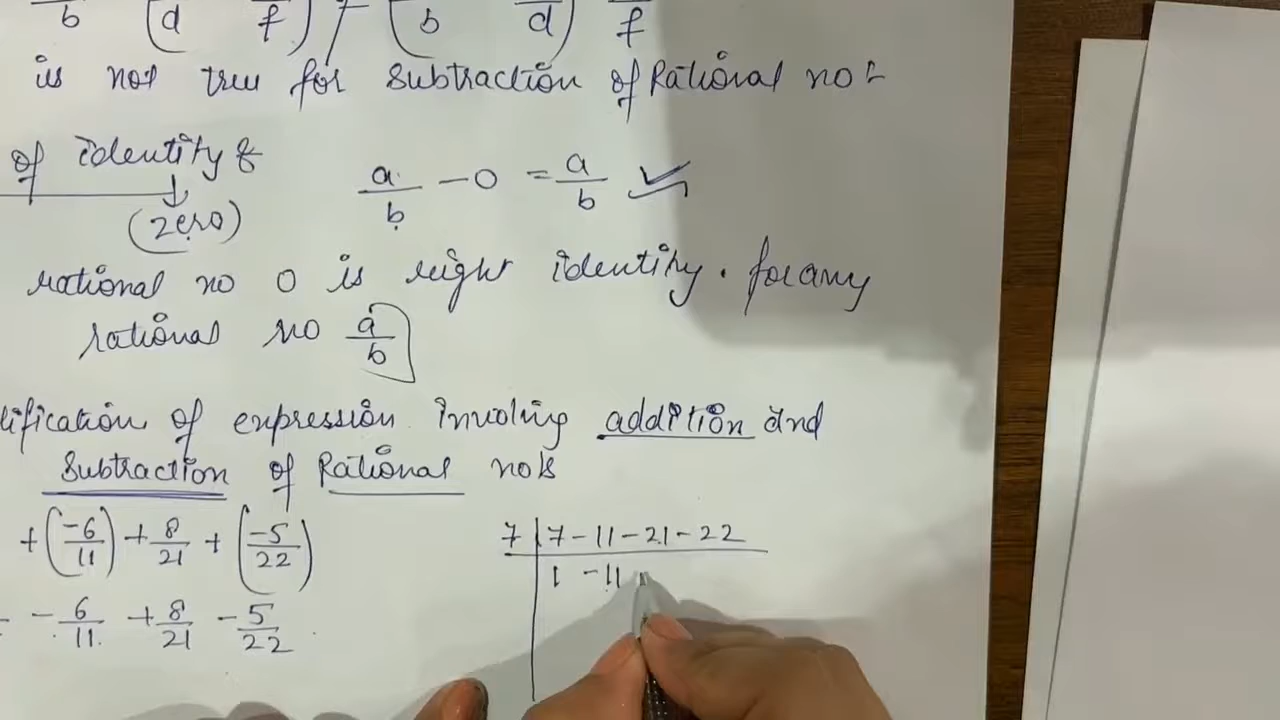 b (d f) ≠ (b d) f
is not true for Subtraction of Rational nos
of identity &
a/b - 0 = a/b ✓
(zero)
rational no 0 is right identity. for any
rational no a/b
lification of expression involving addition and
Subtraction of Rational no's
+(-6/11) + 8/21 + (-5/22)
- 6/11 + 8/21 - 5/22
7 | 7 - 11 - 21 - 22
1 - 11